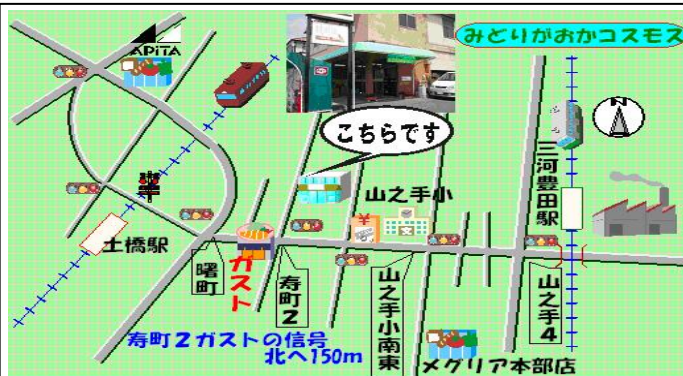 APiTA
みどりがおかコスモス
こちらです
N
三河豊田駅
山之手小
¥
文
土橋駅
曙町
ガスト
寿町2
山之手小南東
山之手4
寿町2ガストの信号
北へ150m
メグリア本部店